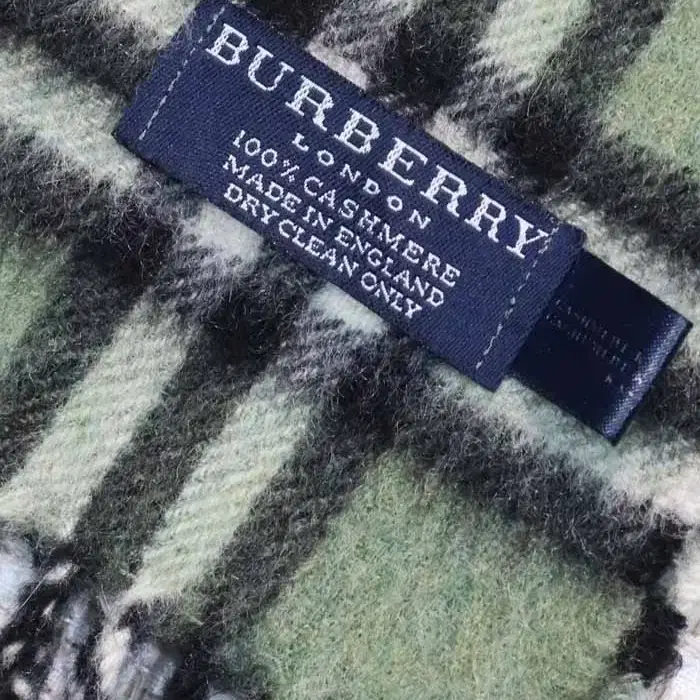 BURBERRY
LONDON
100% CASHMERE
MADE IN ENGLAND
DRY CLEAN ONLY